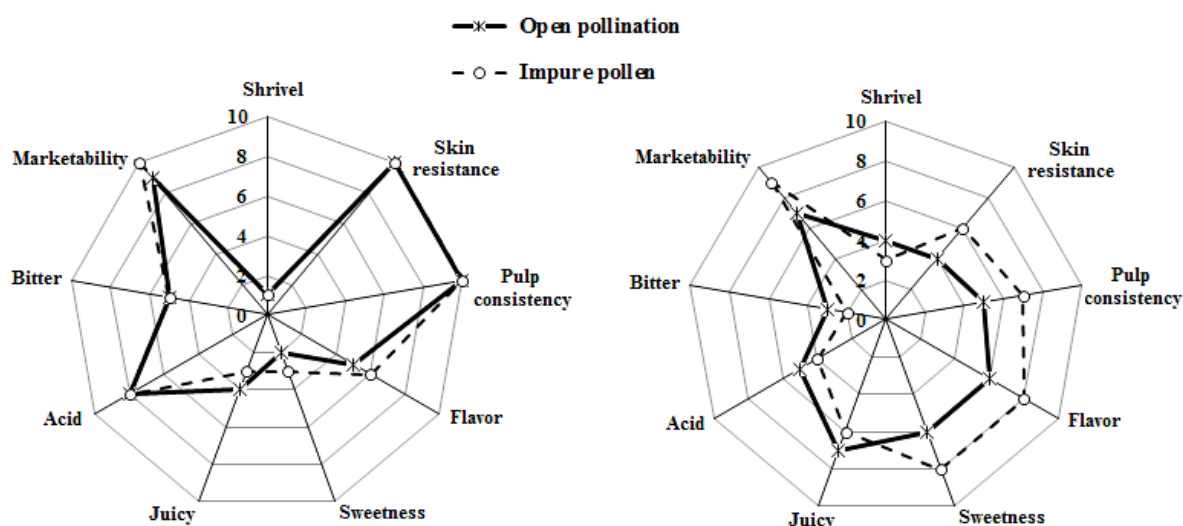 Open pollination
Impure pollen
Shrivel
10
8
6
4
2
0
Marketability
Skin
resistance
Bitter
Pulp
consistency
Acid
Flavor
Juicy
Sweetness
Shrivel
10
8
6
4
2
0
Marketability
Skin
resistance
Bitter
Pulp
consistency
Acid
Flavor
Juicy
Sweetness